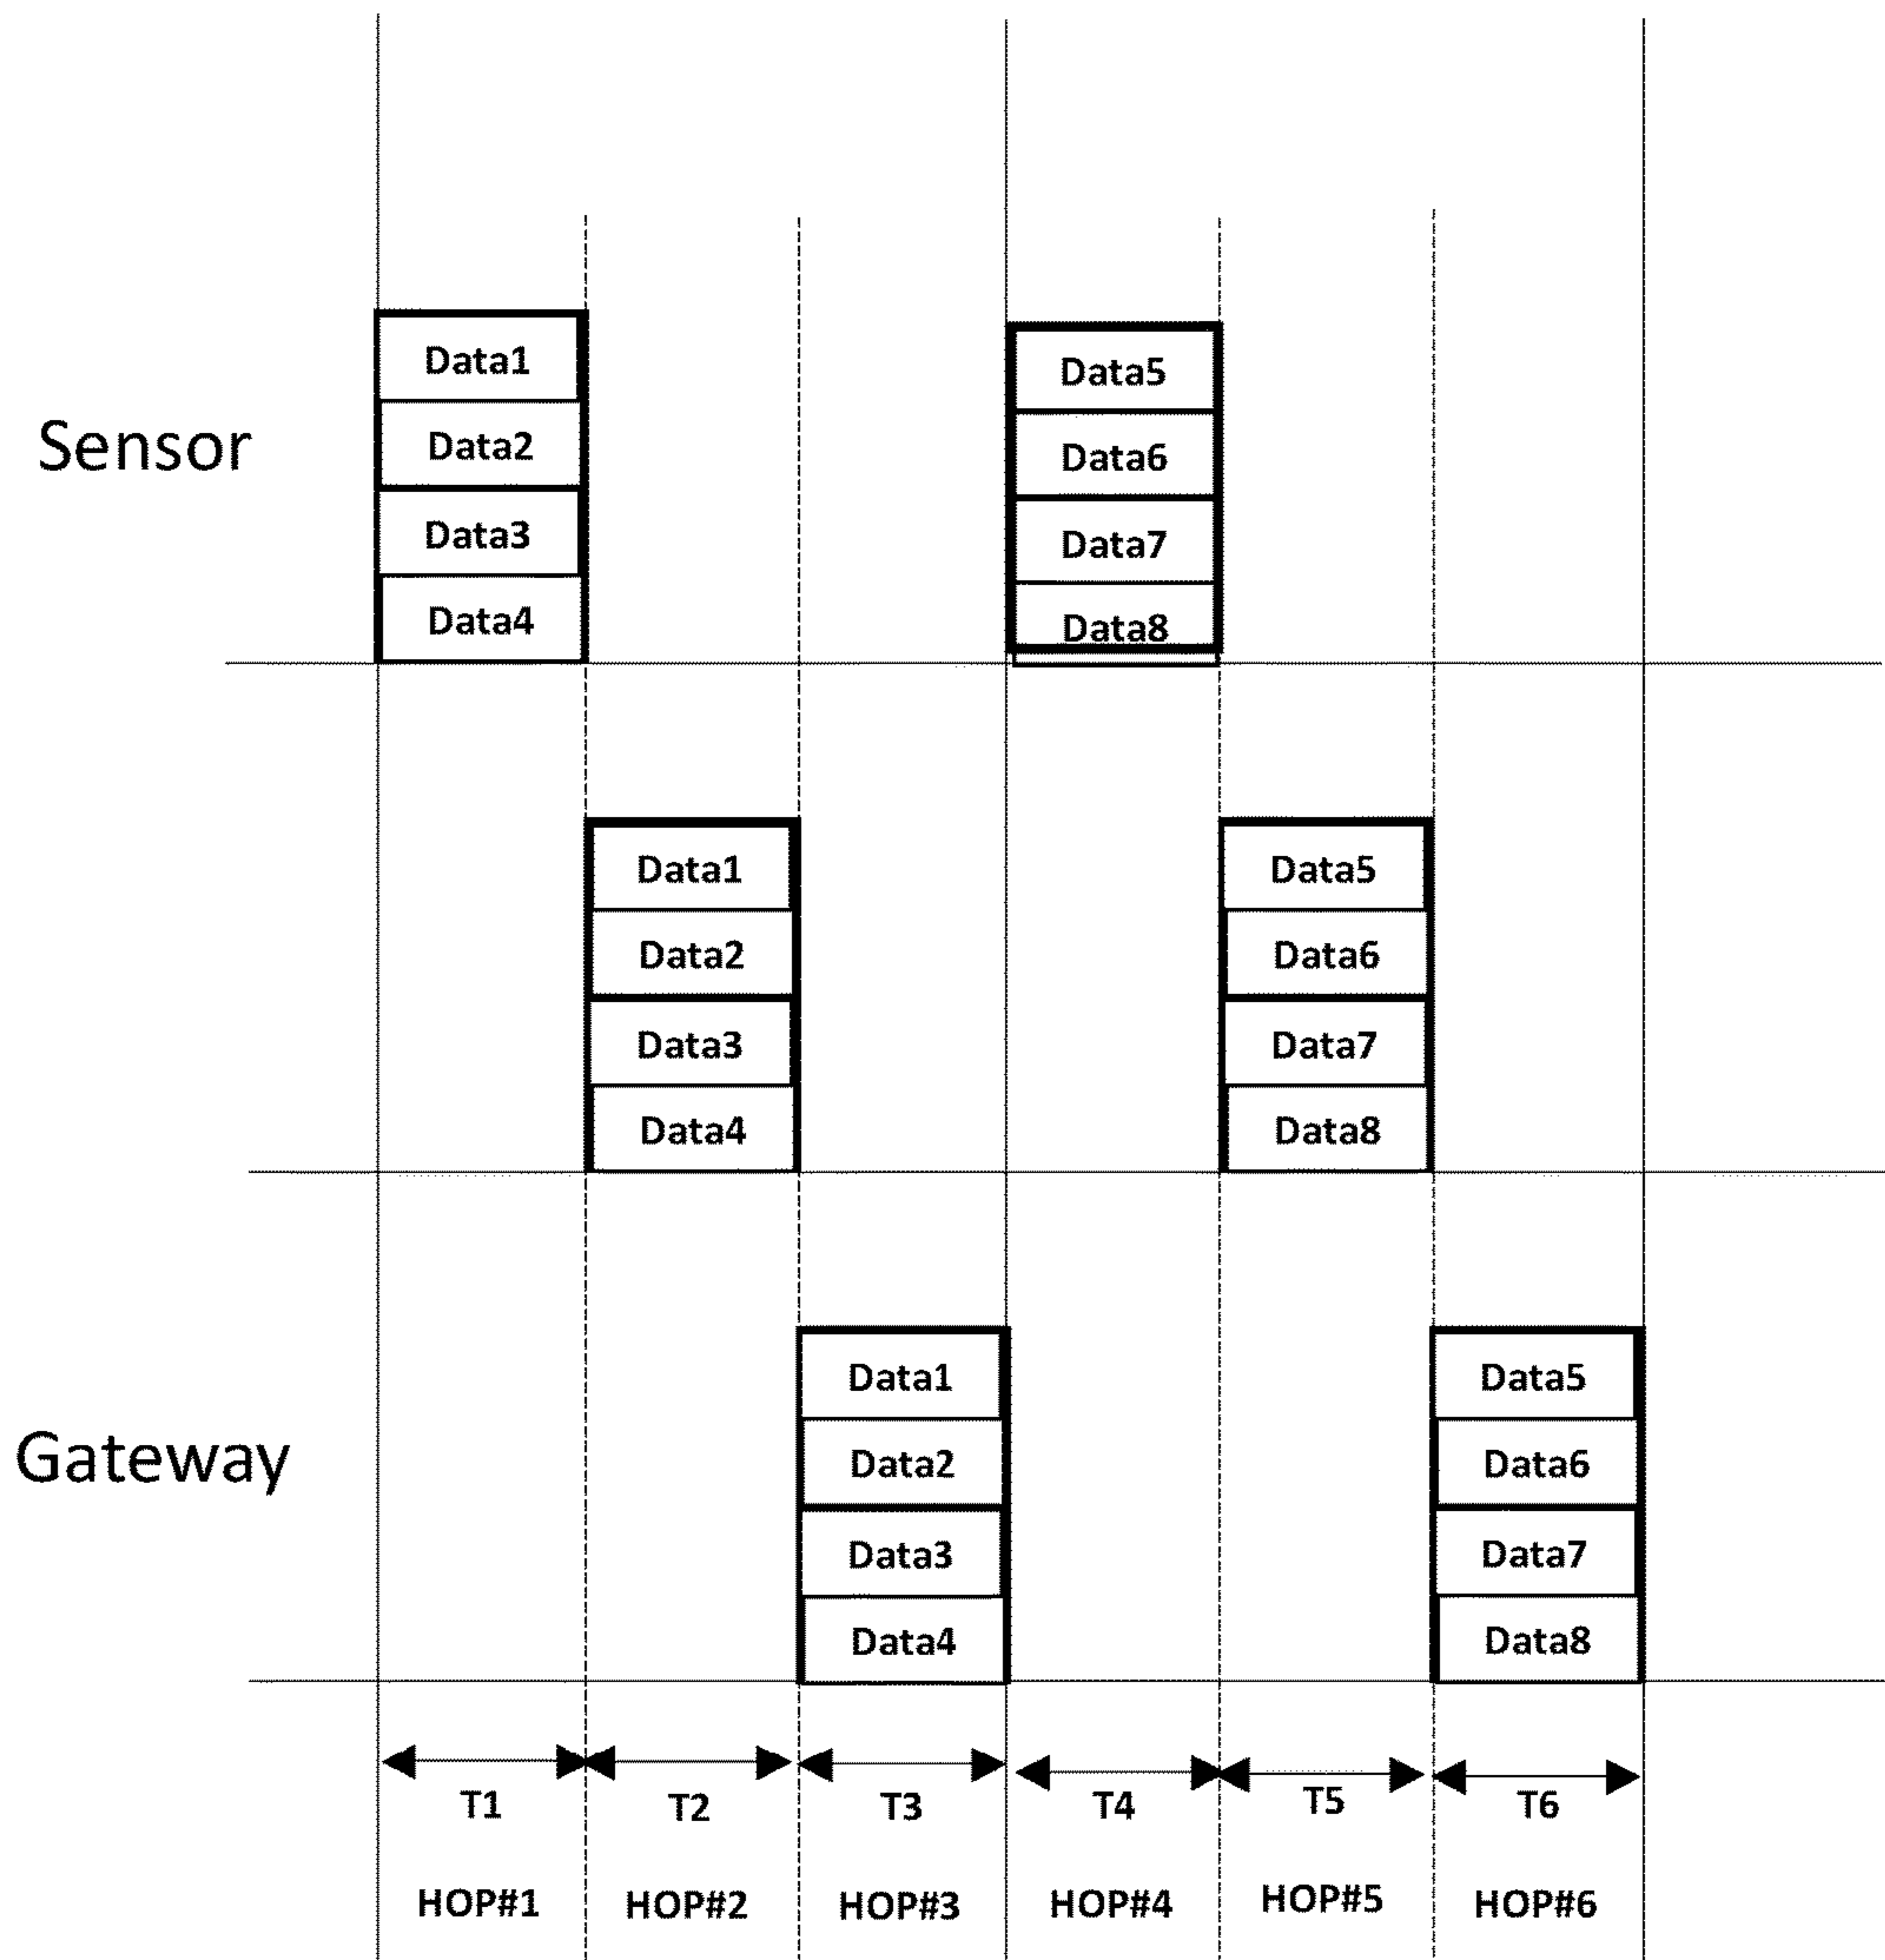 Sensor
Data1
Data2
Data3
Data4
Data5
Data6
Data7
Data8
Data1
Data2
Data3
Data4
Data5
Data6
Data7
Data8
Gateway
Data1
Data2
Data3
Data4
Data5
Data6
Data7
Data8
T1 T2 T3 T4 T5 T6
HOP#1 HOP#2 HOP#3 HOP#4 HOP#5 HOP#6